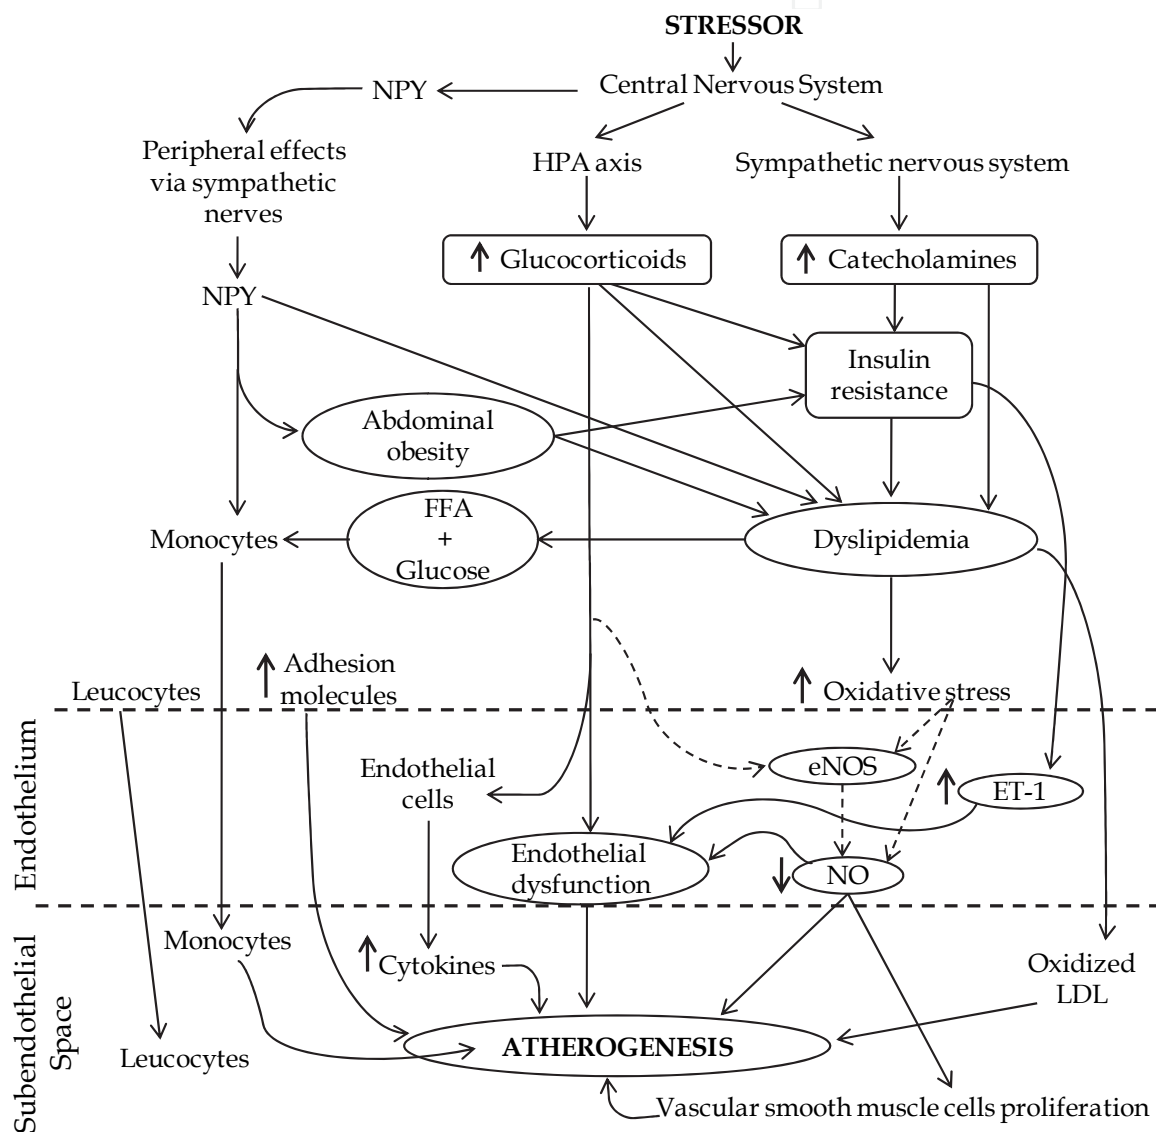 STRESSOR
Central Nervous System
NPY
Peripheral effects
via sympathetic
nerves
HPA axis
Sympathetic nervous system
↑ Glucocorticoids
↑ Catecholamines
NPY
Insulin
resistance
Abdominal
obesity
FFA
+
Glucose
Monocytes
Dyslipidemia
Leucocytes
↑ Adhesion
molecules
↑ Oxidative stress
Endothelium
Endothelial
cells
eNOS
↑ ET-1
Endothelial
dysfunction
↓ NO
Subendothelial
Space
Monocytes
↑ Cytokines
Oxidized
LDL
Leucocytes
ATHEROGENESIS
Vascular smooth muscle cells proliferation